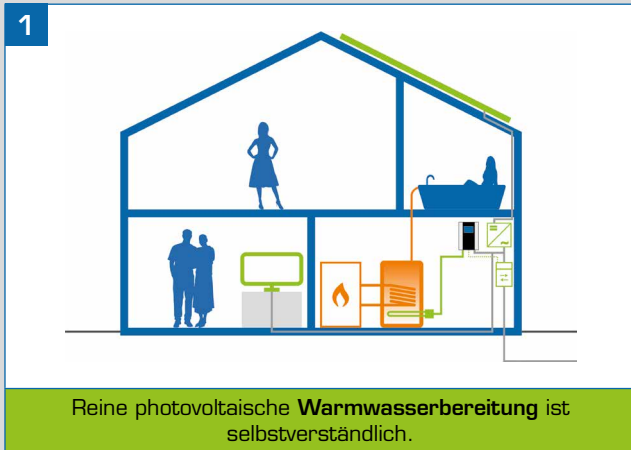 1
Reine photovoltaische Warmwasserbereitung ist
selbstverständlich.